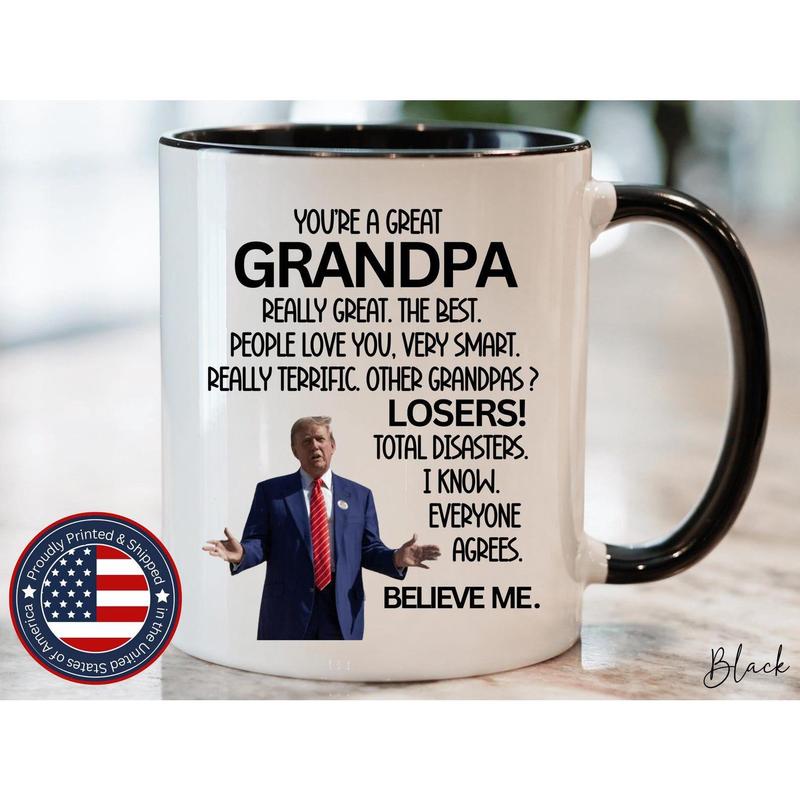 YOU'RE A GREAT
GRANDPA
REALLY GREAT. THE BEST.
PEOPLE LOVE YOU, VERY SMART.
REALLY TERRIFIC. OTHER GRANDPAS ?
LOSERS!
TOTAL DISASTERS.
I KNOW.
EVERYONE
AGREES.
BELIEVE ME.
Proudly Printed & Shipped
in the United States of America
Black